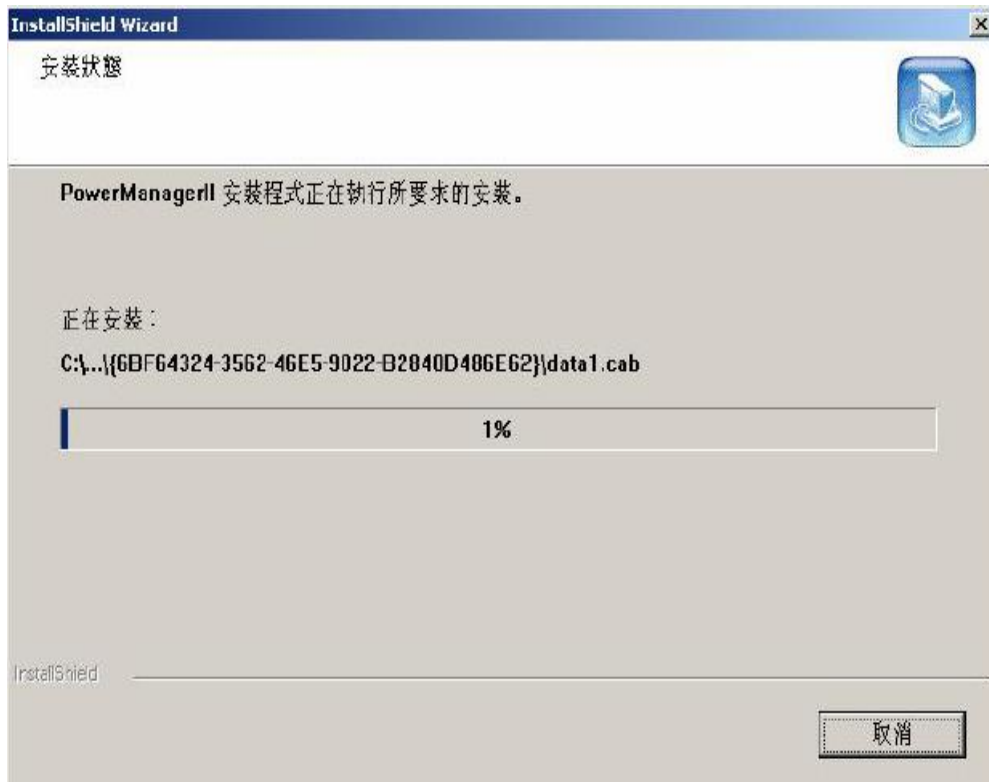 InstallShield Wizard
安裝狀態
PowerManagerII 安裝程式正在執行所要求的安裝。
正在安裝：
C:\...\{6BF64324-3562-46E5-9022-B2840D486E62}\data1.cab
1%
InstallShield
取消